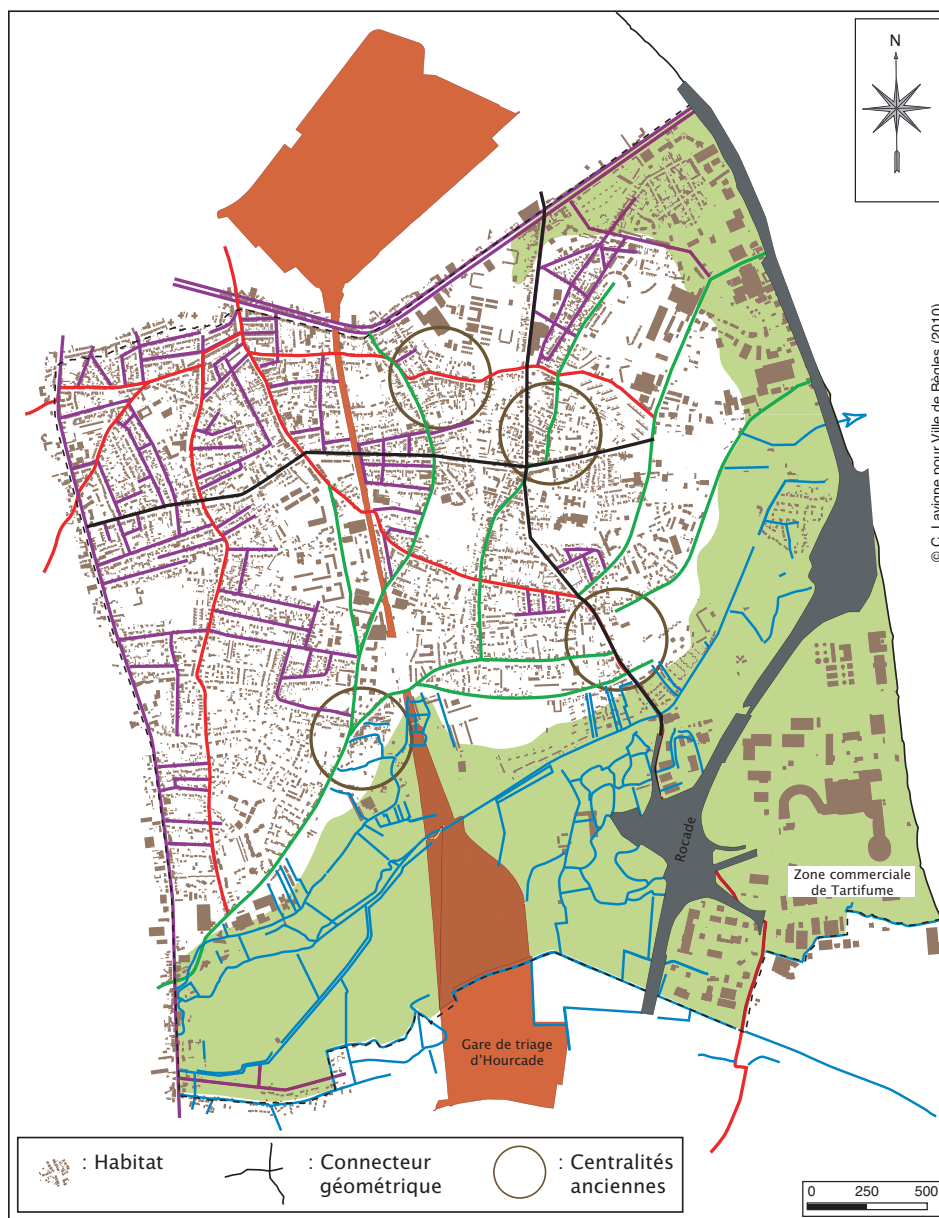 N
© C. Lavigne pour Ville de Bègles (2010)
Rocade
Zone commerciale
de Tartifume
Gare de triage
d'Hourcade
: Habitat
: Connecteur
géométrique
: Centralités
anciennes
0 250 500